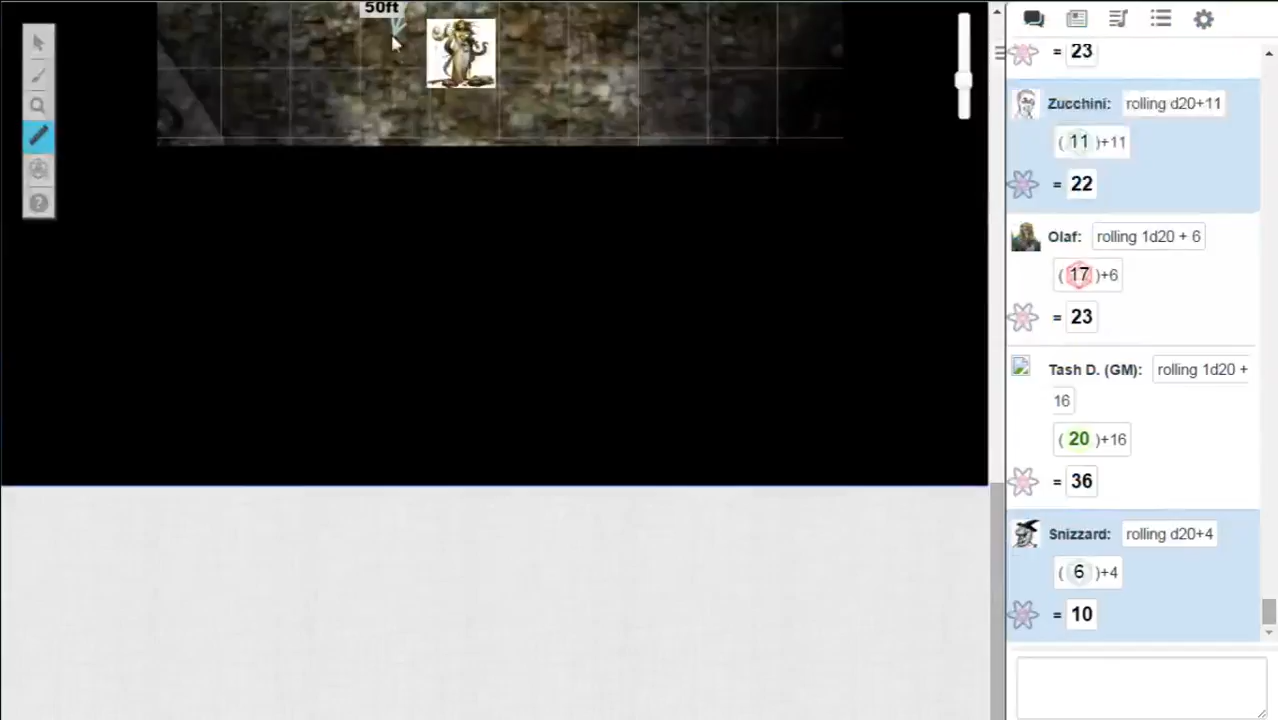 50ft
= 23
Zucchini: rolling d20+11
( 11 )+11
= 22
Olaf: rolling 1d20 + 6
( 17 )+6
= 23
Tash D. (GM): rolling 1d20 +
16
( 20 )+16
= 36
Snizzard: rolling d20+4
( 6 )+4
= 10
?